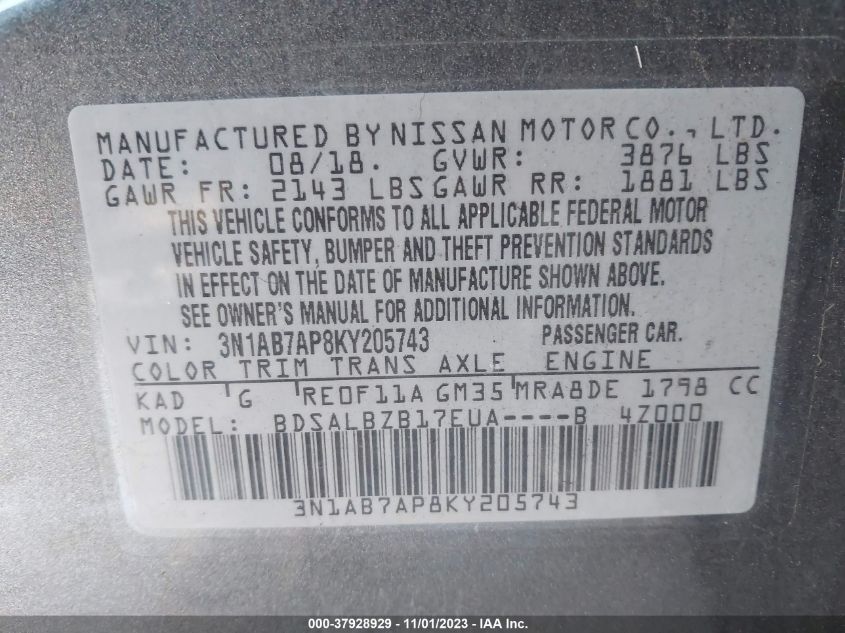 MANUFACTURED BY NISSAN MOTOR CO., LTD.
DATE: 08/18. GVWR: 3876 LBS
GAWR FR: 2143 LBS GAWR RR: 1881 LBS
THIS VEHICLE CONFORMS TO ALL APPLICABLE FEDERAL MOTOR
VEHICLE SAFETY, BUMPER AND THEFT PREVENTION STANDARDS
IN EFFECT ON THE DATE OF MANUFACTURE SHOWN ABOVE.
SEE OWNER'S MANUAL FOR ADDITIONAL INFORMATION.
VIN: 3N1AB7AP8KY205743 PASSENGER CAR.
COLOR TRIM TRANS AXLE ENGINE
KAD G RE0F11A GM35 MRA8DE 1798 CC
MODEL: BDSALBZB17EUA----B 4Z000
3N1AB7AP8KY205743
000-37928929 - 11/01/2023 - IAA Inc.